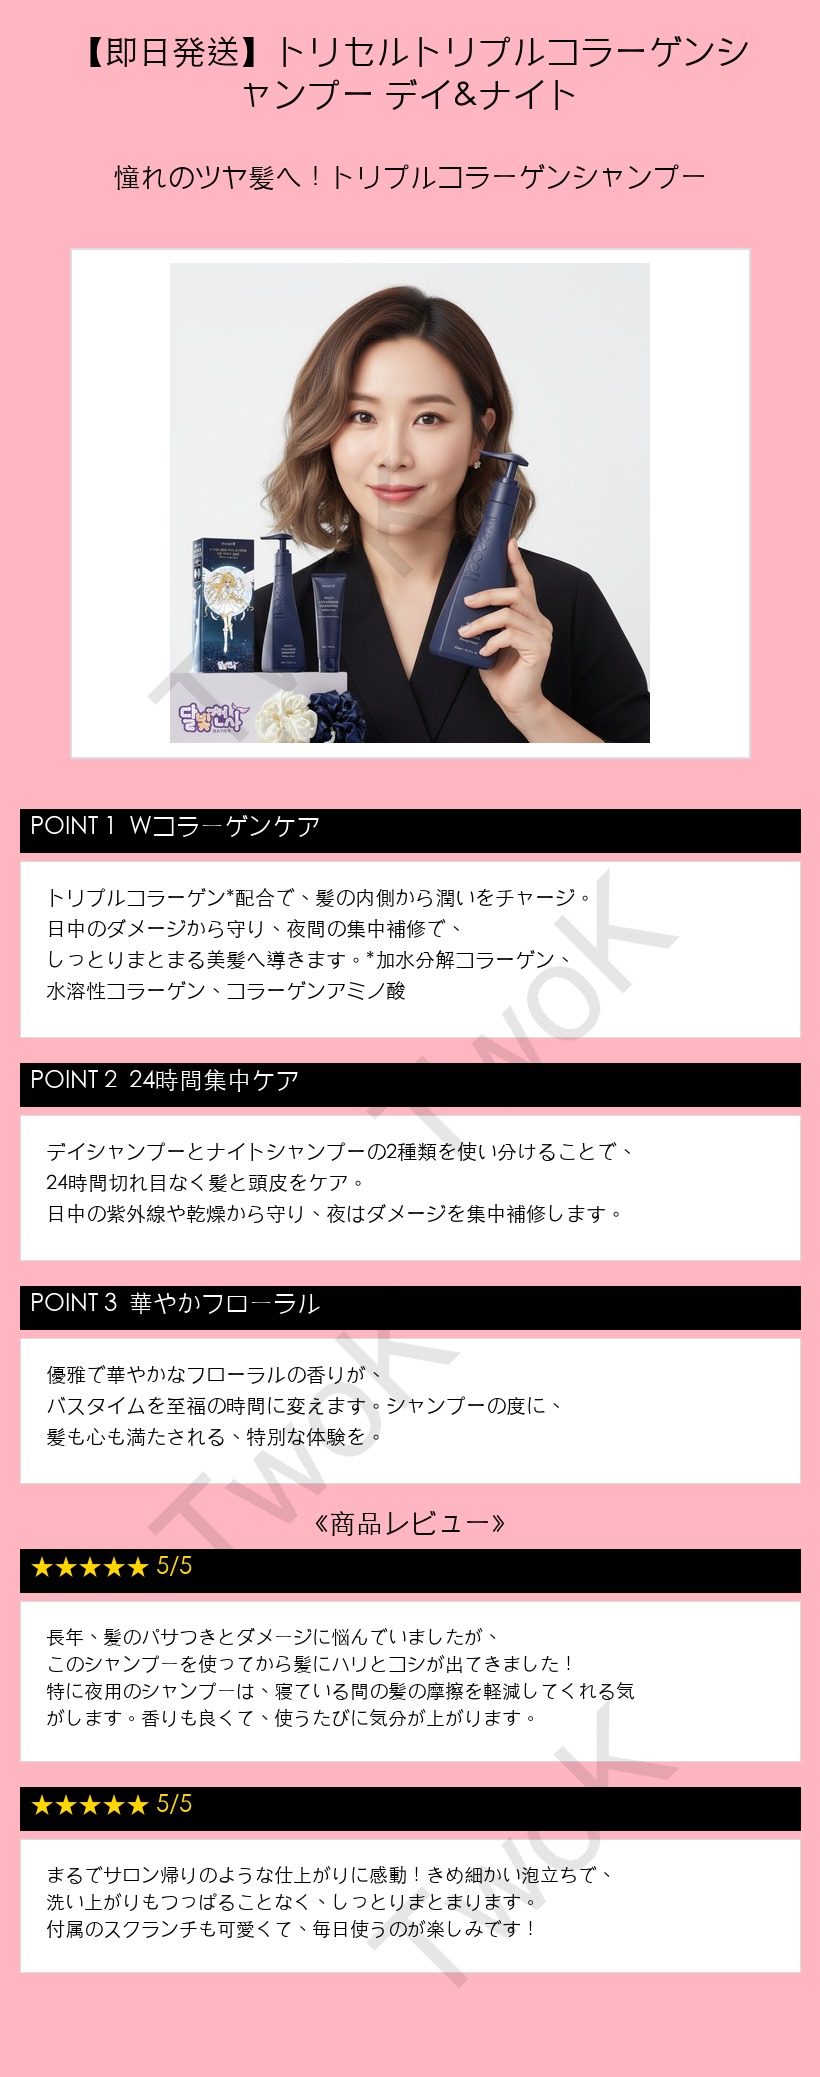 【即日発送】トリセルトリプルコラーゲンシ
ャンプー デイ&ナイト
憧れのツヤ髪へ！トリプルコラーゲンシャンプー
달빛천사
POINT 1 Wコラーゲンケア
トリプルコラーゲン*配合で、髪の内側から潤いをチャージ。
日中のダメージから守り、夜間の集中補修で、
しっとりまとまる美髪へ導きます。*加水分解コラーゲン、
水溶性コラーゲン、コラーゲンアミノ酸
POINT 2 24時間集中ケア
デイシャンプーとナイトシャンプーの2種類を使い分けることで、
24時間切れ目なく髪と頭皮をケア。
日中の紫外線や乾燥から守り、夜はダメージを集中補修します。
POINT 3 華やかフローラル
優雅で華やかなフローラルの香りが、
バスタイムを至福の時間に変えます。シャンプーの度に、
髪も心も満たされる、特別な体験を。
《商品レビュー》
★★★★★ 5/5
長年、髪のパサつきとダメージに悩んでいましたが、
このシャンプーを使ってから髪にハリとコシが出てきました！
特に夜用のシャンプーは、寝ている間の髪の摩擦を軽減してくれる気
がします。香りも良くて、使うたびに気分が上がります。
★★★★★ 5/5
まるでサロン帰りのような仕上がりに感動！きめ細かい泡立ちで、
洗い上がりもつっぱることなく、しっとりまとまります。
付属のスクランチも可愛くて、毎日使うのが楽しみです！
TwoK
TwoK
TwoK